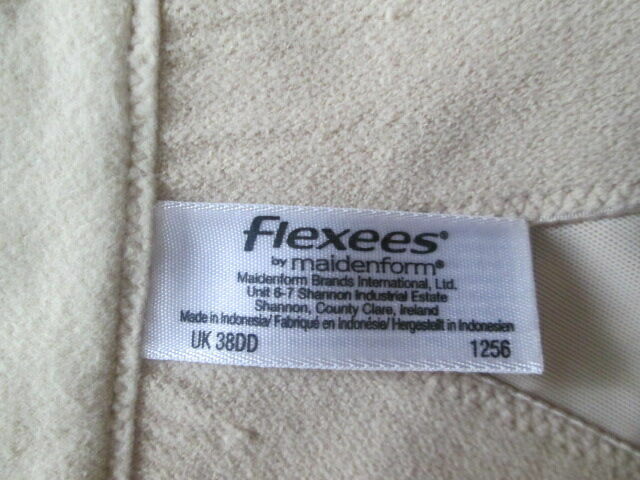 flexees®
by maidenform®
Maidenform Brands International, Ltd.
Unit 6-7 Shannon Industrial Estate
Shannon, County Clare, Ireland
Made in Indonesia/ Fabriqué en Indonésie/ Hergestellt in Indonesien
UK 38DD 1256